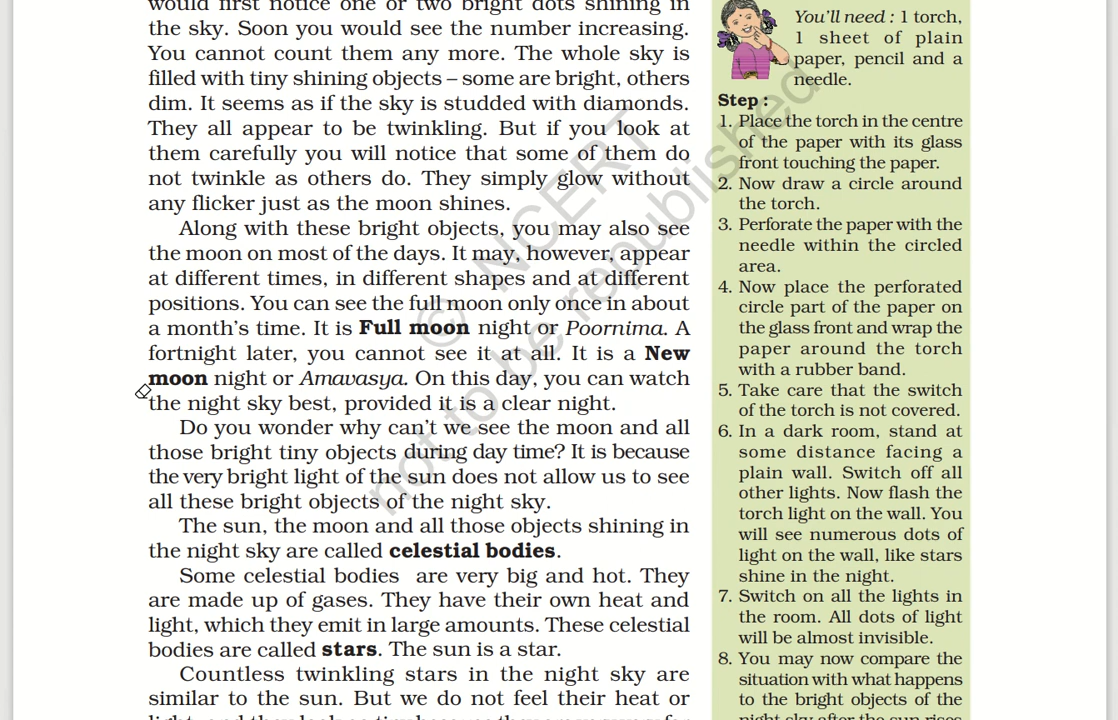 would first notice one or two bright dots shining in
the sky. Soon you would see the number increasing.
You cannot count them any more. The whole sky is
filled with tiny shining objects – some are bright, others
dim. It seems as if the sky is studded with diamonds.
They all appear to be twinkling. But if you look at
them carefully you will notice that some of them do
not twinkle as others do. They simply glow without
any flicker just as the moon shines.
Along with these bright objects, you may also see
the moon on most of the days. It may, however, appear
at different times, in different shapes and at different
positions. You can see the full moon only once in about
a month's time. It is Full moon night or Poornima. A
fortnight later, you cannot see it at all. It is a New
moon night or Amavasya. On this day, you can watch
the night sky best, provided it is a clear night.
Do you wonder why can't we see the moon and all
those bright tiny objects during day time? It is because
the very bright light of the sun does not allow us to see
all these bright objects of the night sky.
The sun, the moon and all those objects shining in
the night sky are called celestial bodies.
Some celestial bodies are very big and hot. They
are made up of gases. They have their own heat and
light, which they emit in large amounts. These celestial
bodies are called stars. The sun is a star.
Countless twinkling stars in the night sky are
similar to the sun. But we do not feel their heat or
You'll need : 1 torch,
1 sheet of plain
paper, pencil and a
needle.
Step :
1. Place the torch in the centre
of the paper with its glass
front touching the paper.
2. Now draw a circle around
the torch.
3. Perforate the paper with the
needle within the circled
area.
4. Now place the perforated
circle part of the paper on
the glass front and wrap the
paper around the torch
with a rubber band.
5. Take care that the switch
of the torch is not covered.
6. In a dark room, stand at
some distance facing a
plain wall. Switch off all
other lights. Now flash the
torch light on the wall. You
will see numerous dots of
light on the wall, like stars
shine in the night.
7. Switch on all the lights in
the room. All dots of light
will be almost invisible.
8. You may now compare the
situation with what happens
to the bright objects of the
night sky after the sun rises
© NCERT
not to be republished